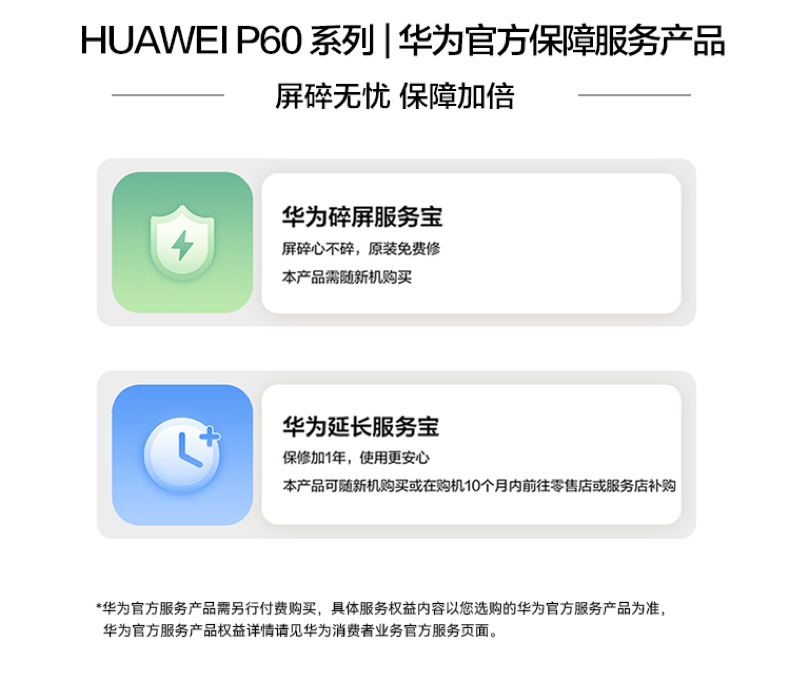 HUAWEI P60 系列 | 华为官方保障服务产品
屏碎无忧 保障加倍
华为碎屏服务宝
屏碎心不碎，原装免费修
本产品需随新机购买
华为延长服务宝
保修加1年，使用更安心
本产品可随新机购买或在购机10个月内前往零售店或服务店补购
*华为官方服务产品需另行付费购买，具体服务权益内容以您选购的华为官方服务产品为准，
华为官方服务产品权益详情请见华为消费者业务官方服务页面。